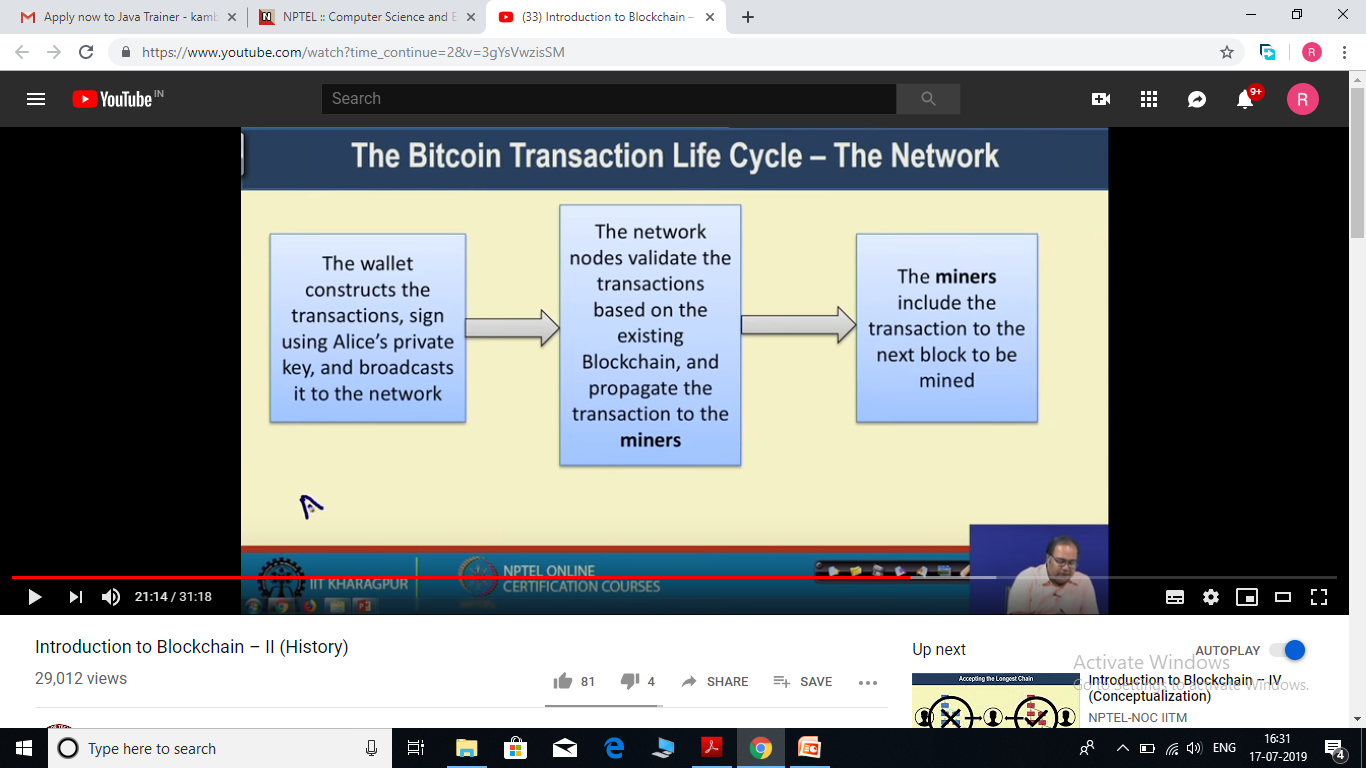 Apply now to Java Trainer - kamb
NPTEL :: Computer Science and E
(33) Introduction to Blockchain –
https://www.youtube.com/watch?time_continue=2&v=3gYsVwzisSM
R
YouTube IN
Search
9+
R
The Bitcoin Transaction Life Cycle – The Network
The wallet
constructs the
transactions, sign
using Alice's private
key, and broadcasts
it to the network
The network
nodes validate the
transactions
based on the
existing
Blockchain, and
propagate the
transaction to the
miners
The miners
include the
transaction to the
next block to be
mined
A
IIT KHARAGPUR
NPTEL ONLINE
CERTIFICATION COURSES
21:14 / 31:18
Introduction to Blockchain – II (History)
29,012 views
81
4
SHARE
SAVE
Up next
AUTOPLAY
Activate Windows
Go to Settings to activate Windows.
Accepting the Longest Chain
Introduction to Blockchain – IV
(Conceptualization)
NPTEL-NOC IITM
Type here to search
ENG
16:31
17-07-2019
4